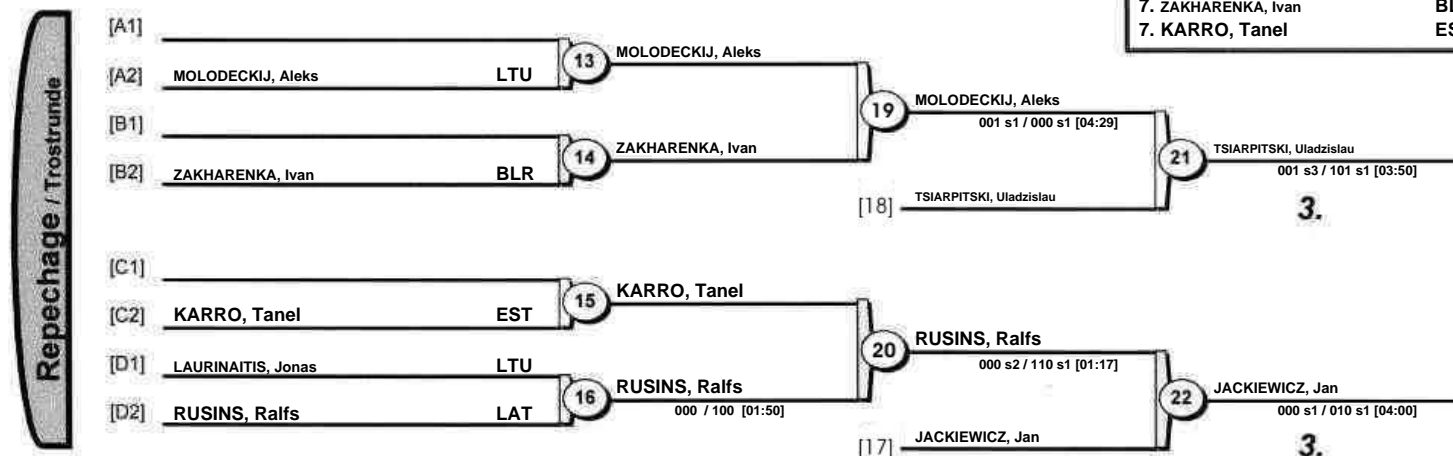 7. ZAKHARENKA, Ivan
7. KARRO, Tanel
Repechage / Trostrunde
[A1]
[A2] MOLODECKIJ, Aleks LTU
13 MOLODECKIJ, Aleks
[B1]
[B2] ZAKHARENKA, Ivan BLR
14 ZAKHARENKA, Ivan
19 MOLODECKIJ, Aleks
001 s1 / 000 s1 [04:29]
[18] TSIARPITSKI, Uladzislau
21 TSIARPITSKI, Uladzislau
001 s3 / 101 s1 [03:50]
3.
[C1]
[C2] KARRO, Tanel EST
15 KARRO, Tanel
[D1] LAURINAITIS, Jonas LTU
[D2] RUSINS, Ralfs LAT
16 RUSINS, Ralfs
000 / 100 [01:50]
20 RUSINS, Ralfs
000 s2 / 110 s1 [01:17]
[17] JACKIEWICZ, Jan
22 JACKIEWICZ, Jan
000 s1 / 010 s1 [04:00]
3.